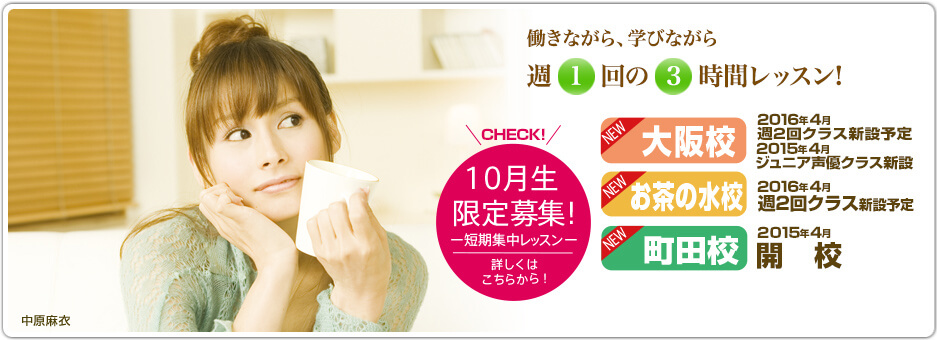 働きながら、学びながら
週1回の3時間レッスン!
CHECK!
10月生
限定募集!
ー短期集中レッスンー
詳しくは
こちらから!
NEW
大阪校
2016年4月
週2回クラス新設予定
2015年4月
ジュニア声優クラス新設
NEW
お茶の水校
2016年4月
週2回クラス新設予定
NEW
町田校
2015年4月
開 校
中原麻衣